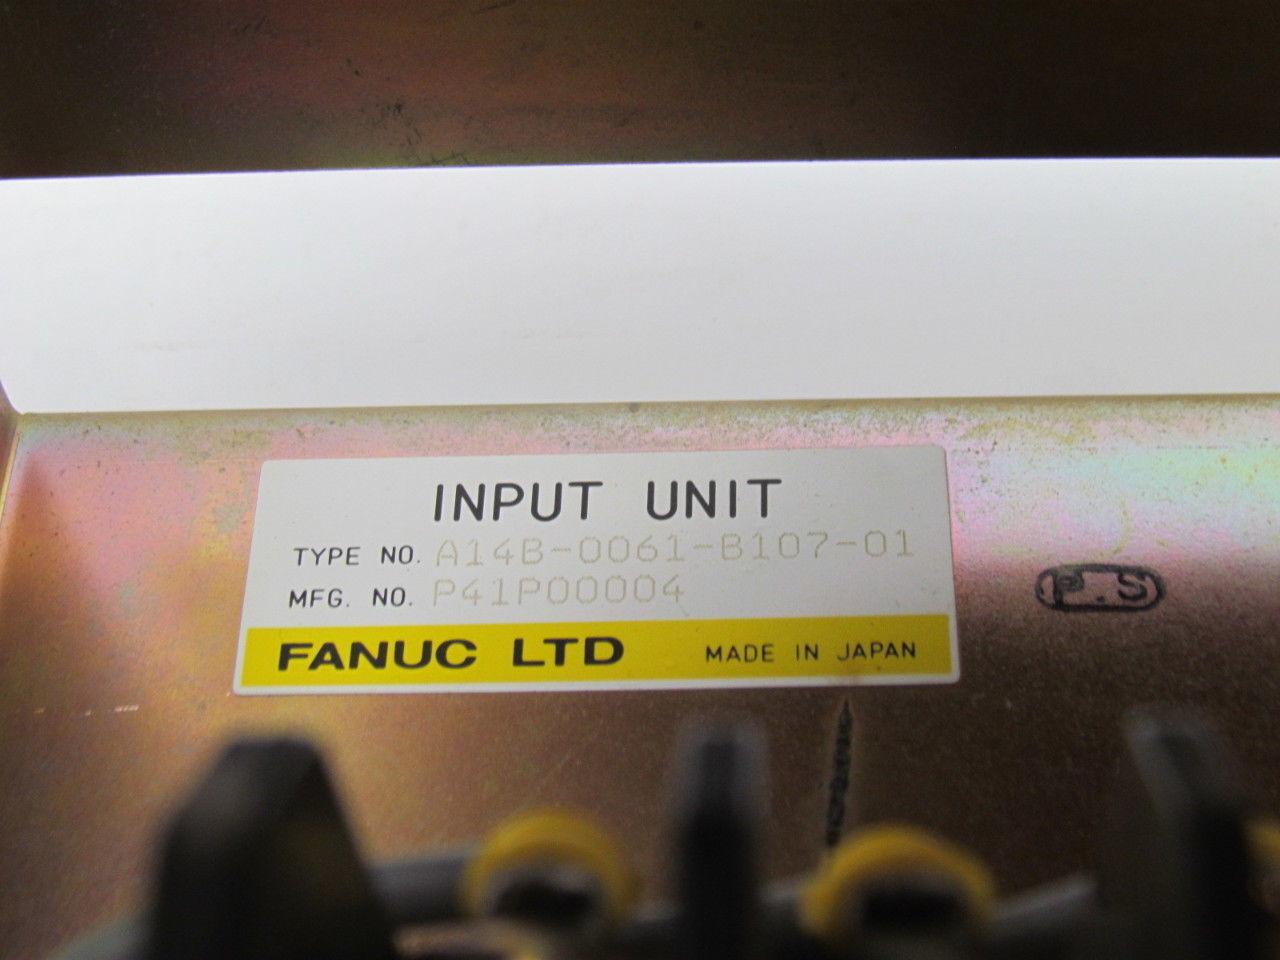 INPUT UNIT
TYPE NO. A14B-0061-B107-01
MFG. NO. P41P00004
FANUC LTD MADE IN JAPAN
P.S